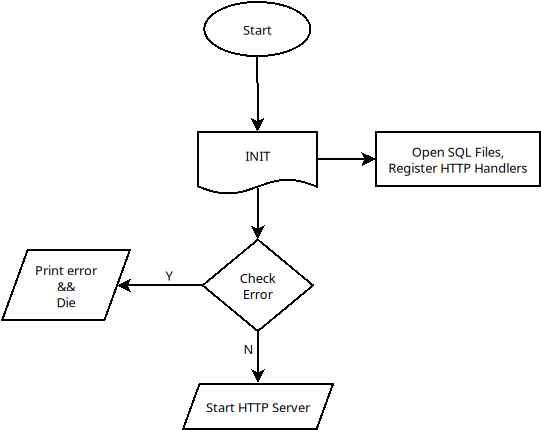 Start
INIT
Open SQL Files,
Register HTTP Handlers
Check
Error
Y
Print error
&&
Die
N
Start HTTP Server